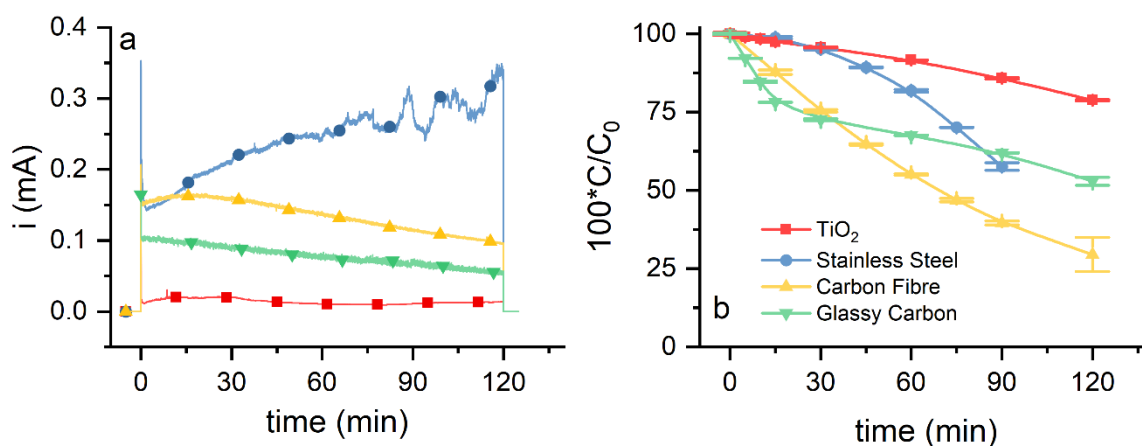 a
0.4
0.3
0.2
0.1
0.0
i (mA)
0 30 60 90 120
time (min)
b
100
75
50
25
0
100*C/C₀
TiO₂
Stainless Steel
Carbon Fibre
Glassy Carbon
0 30 60 90 120
time (min)